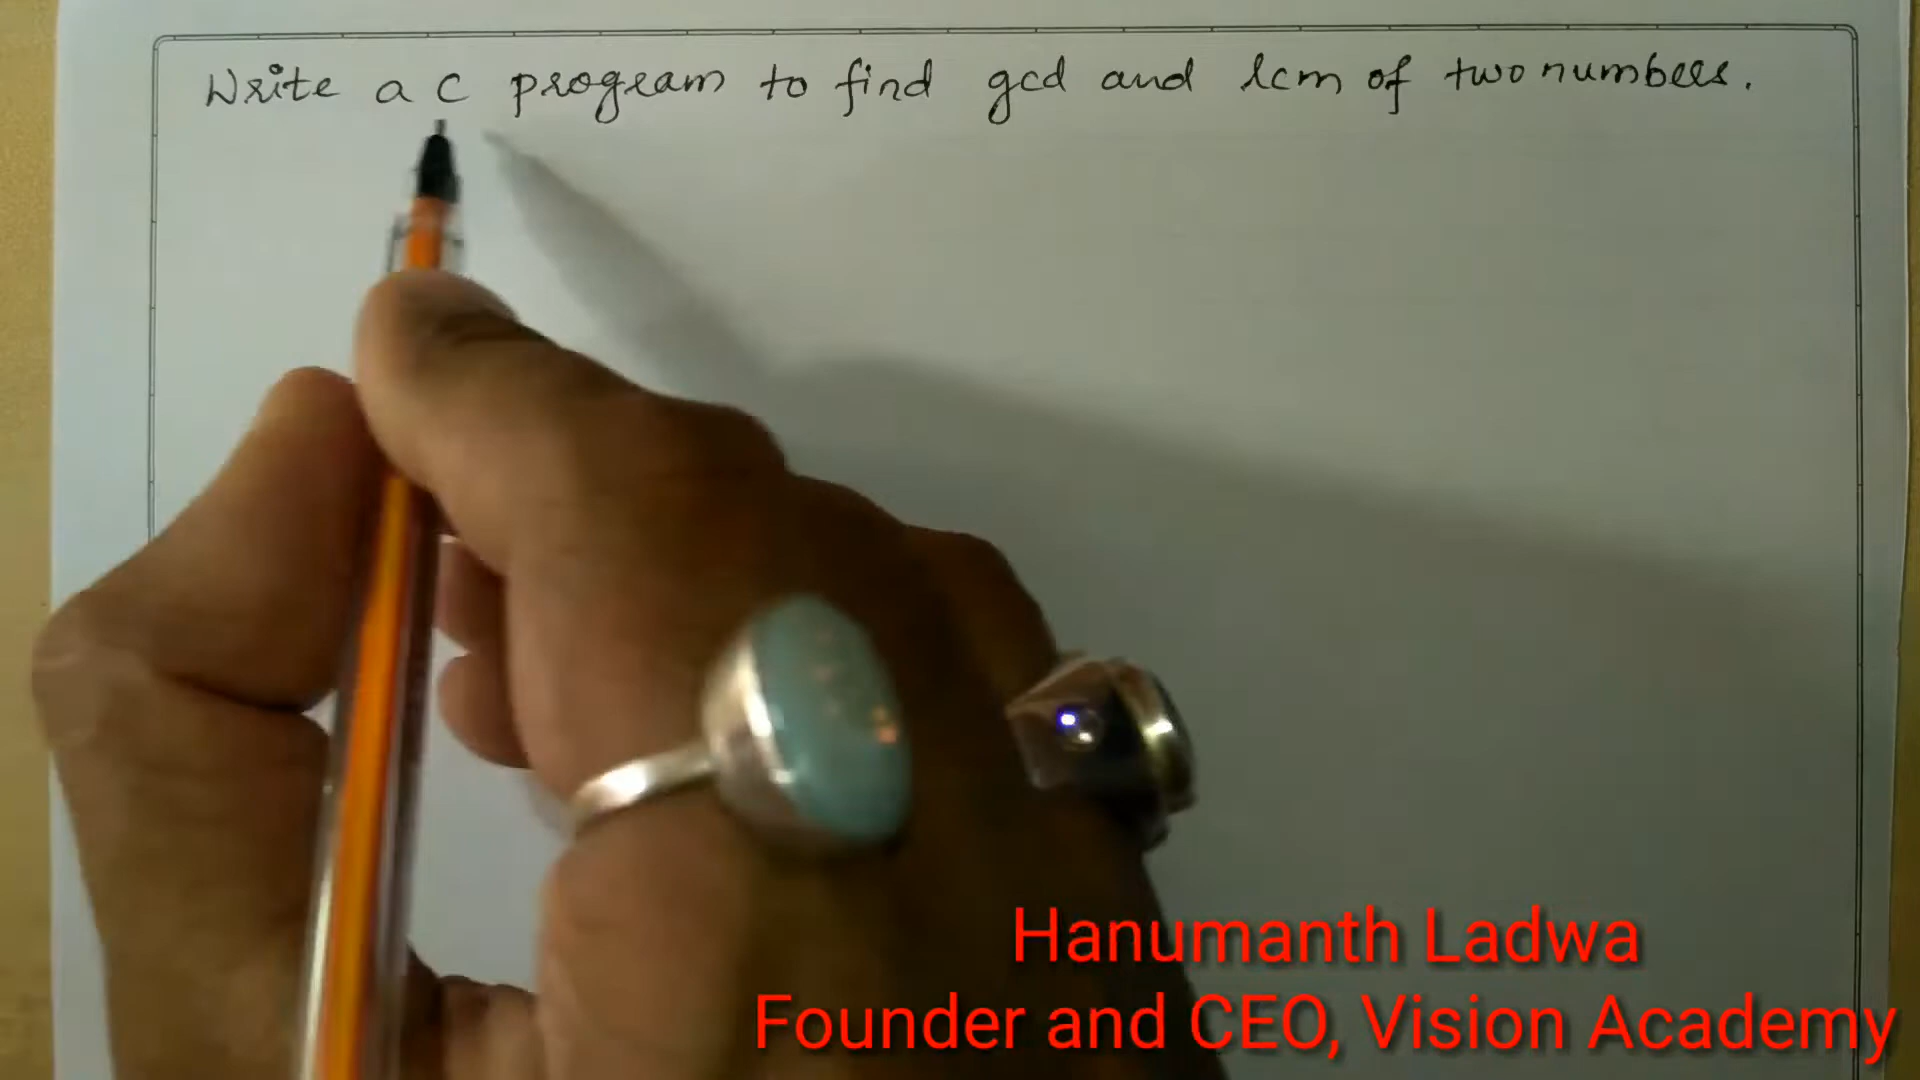 Write a c program to find gcd and lcm of two numbers.
Hanumanth Ladwa
Founder and CEO, Vision Academy